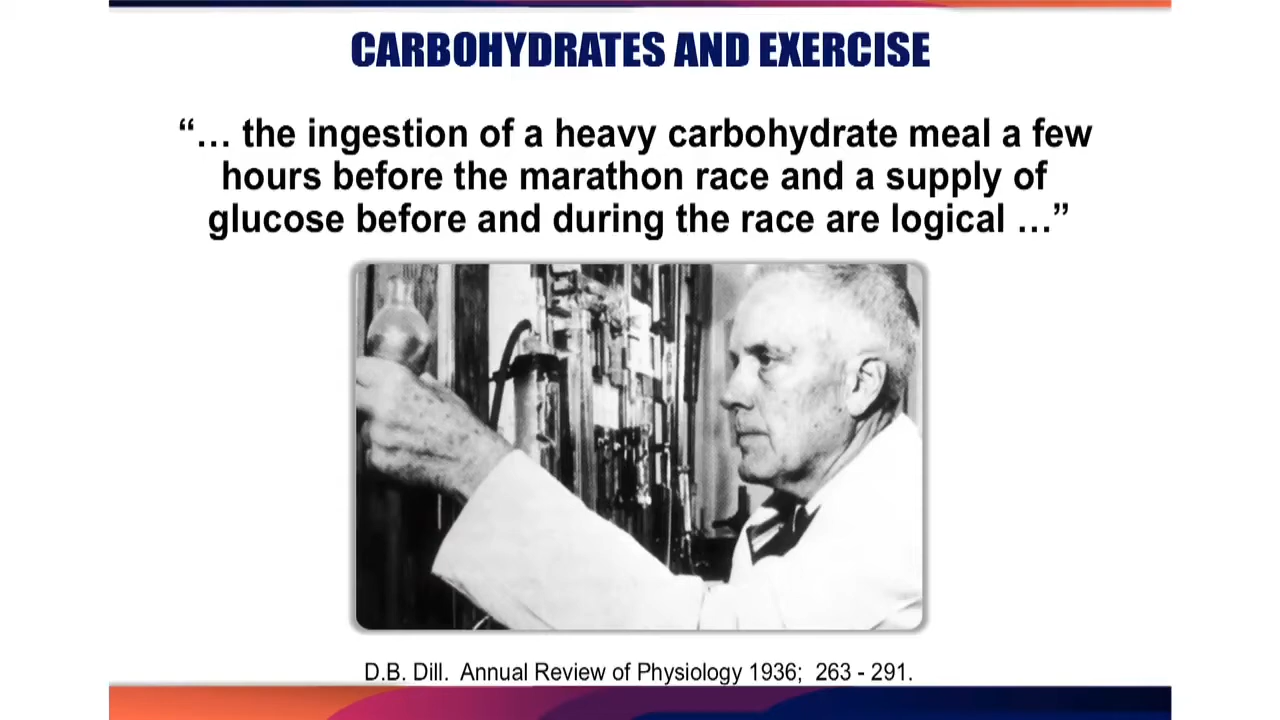 CARBOHYDRATES AND EXERCISE
“... the ingestion of a heavy carbohydrate meal a few
hours before the marathon race and a supply of
glucose before and during the race are logical ...”
D.B. Dill.  Annual Review of Physiology 1936;  263 - 291.